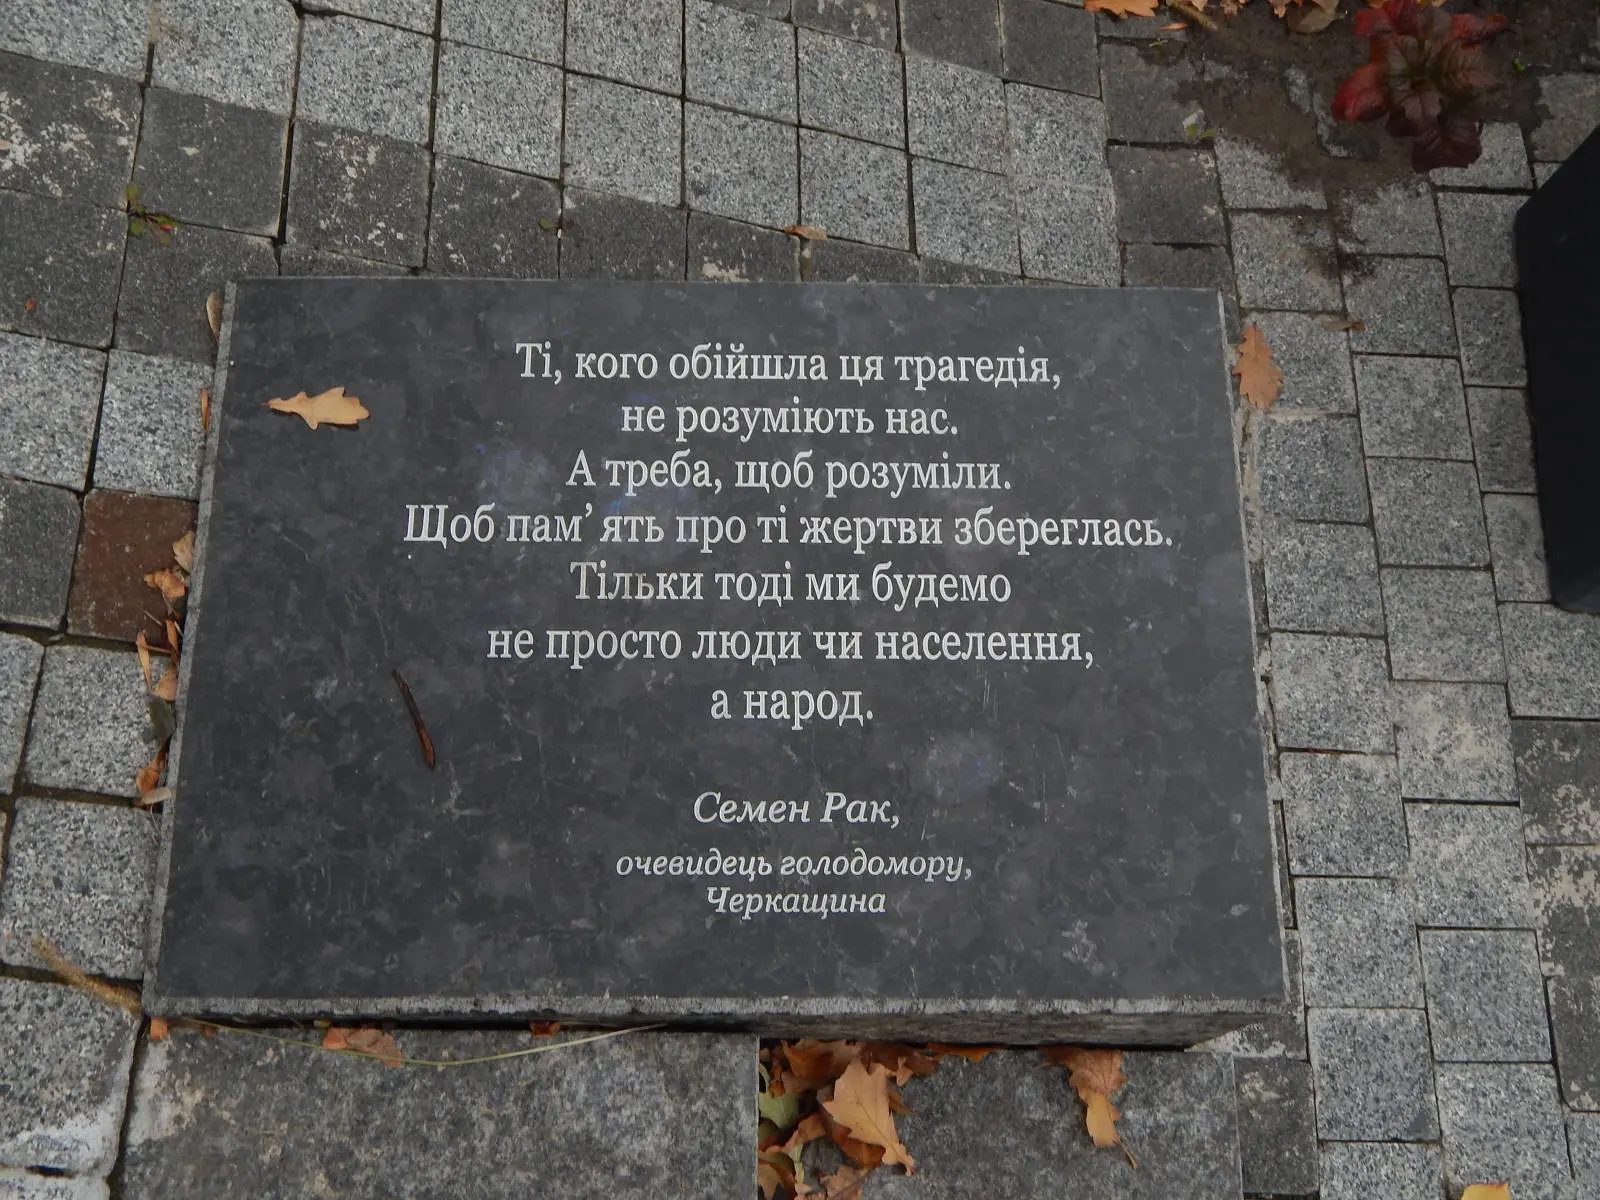 Ті, кого обійшла ця трагедія,
не розуміють нас.
А треба, щоб розуміли.
Щоб пам’ ять про ті жертви збереглась.
Тільки тоді ми будемо
не просто люди чи населення,
а народ.
Семен Рак,
очевидець голодомору,
Черкащина